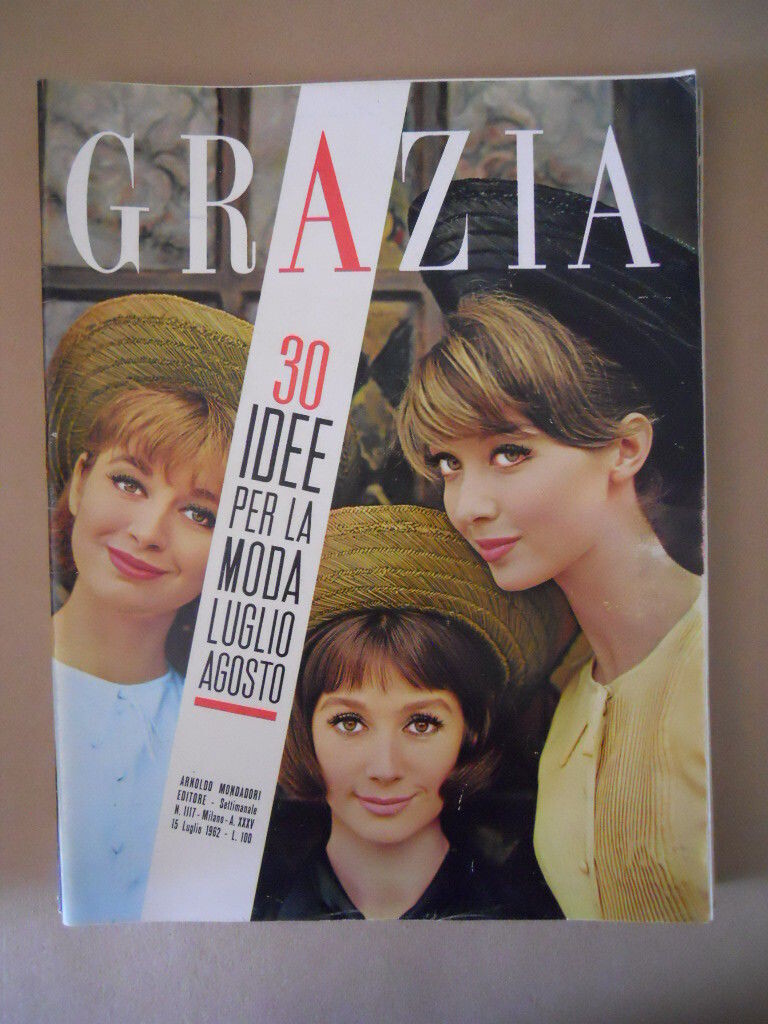 GRAZIA
30
IDEE
PER LA
MODA
LUGLIO
AGOSTO
ARNOLDO MONDADORI
EDITORE - Settimanale
N. 1117 - Milano - A. XXXV
15 Luglio 1962 - L. 100